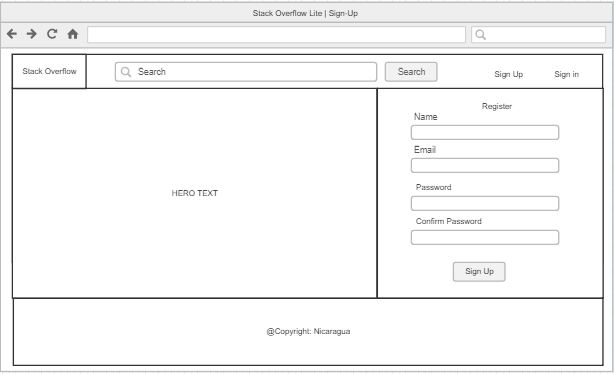 Stack Overflow Lite | Sign-Up
Stack Overflow
Search
Search
Sign Up
Sign in
HERO TEXT
Register
Name
Email
Password
Confirm Password
Sign Up
@Copyright: Nicaragua